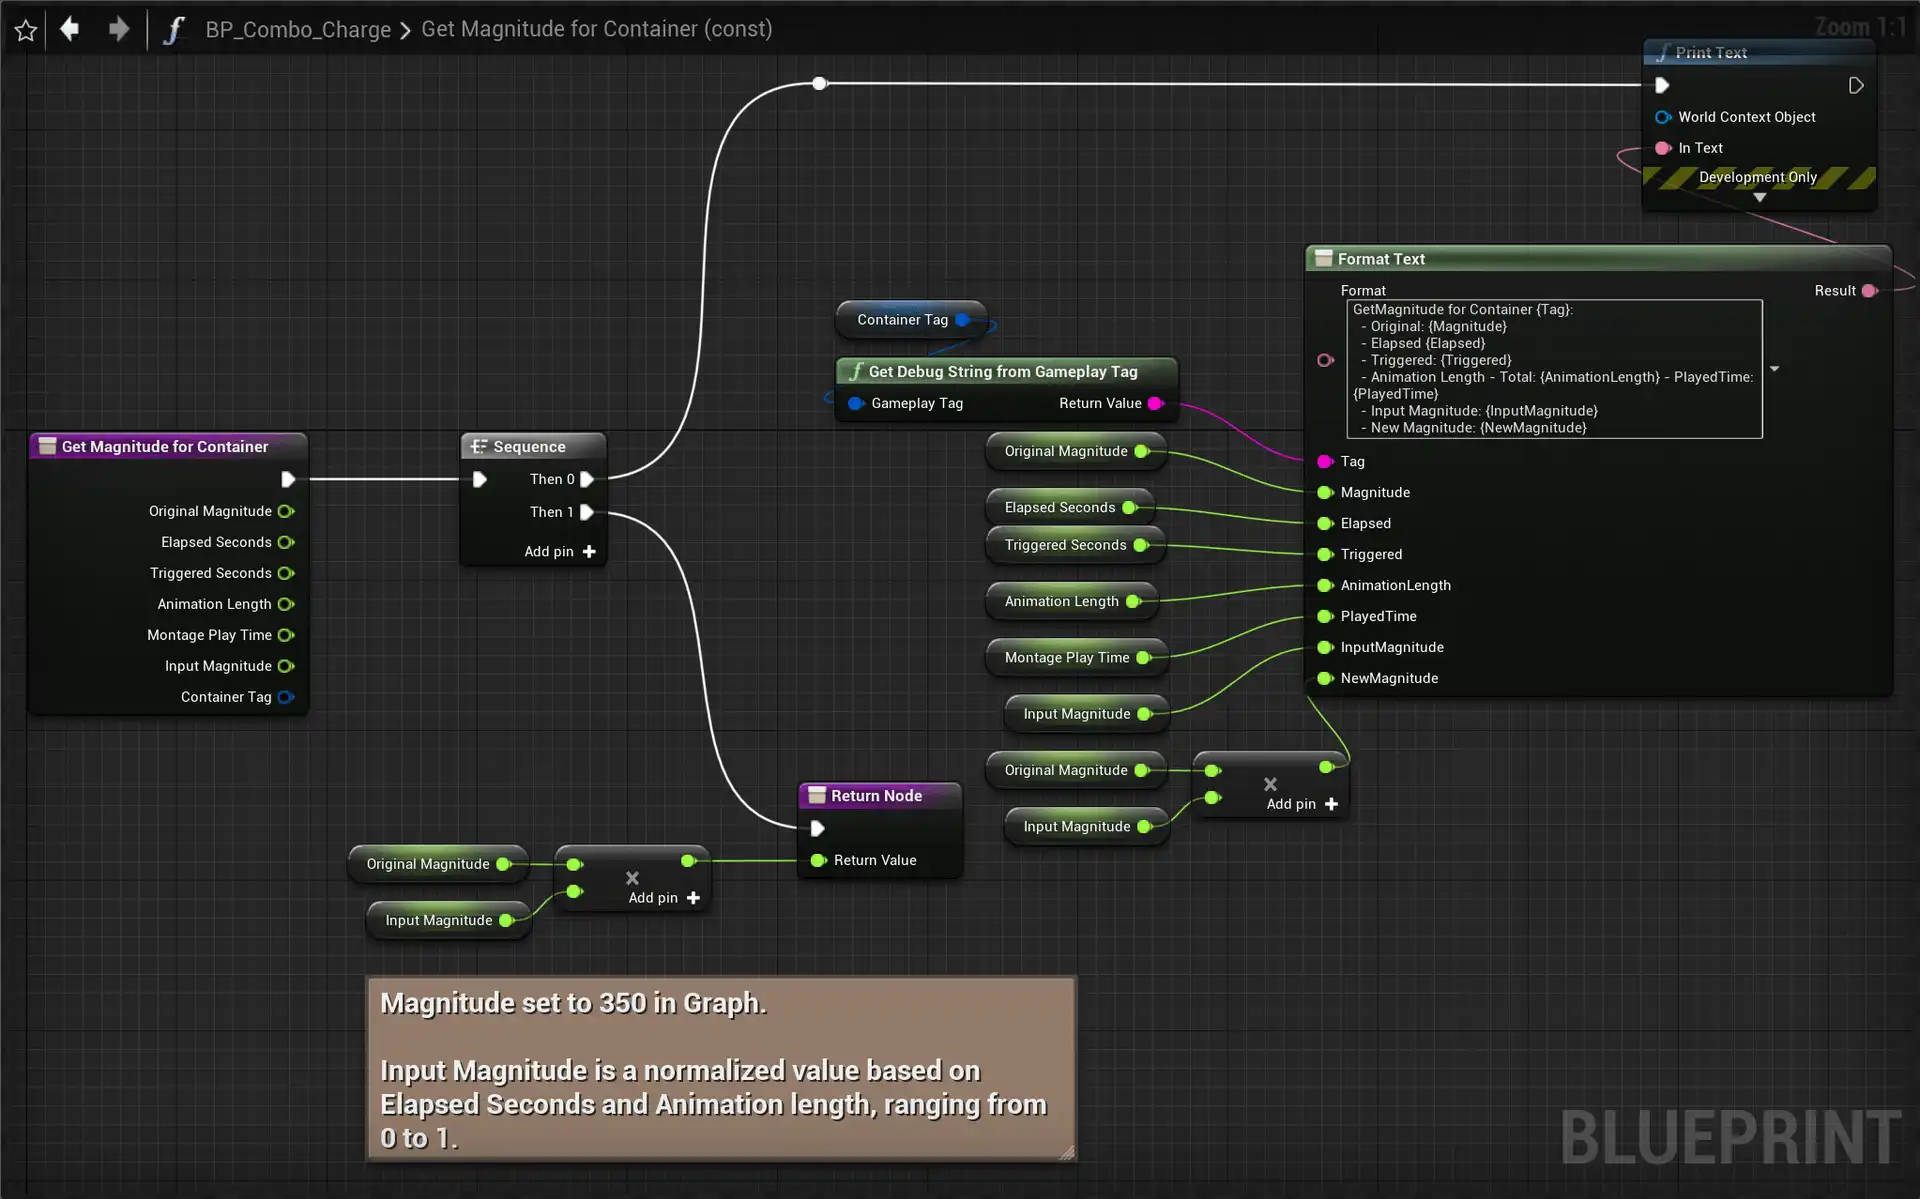 BP_Combo_Charge > Get Magnitude for Container (const)
Zoom 1:1
Print Text
World Context Object
In Text
Development Only
Format Text
Format
Result
GetMagnitude for Container {Tag}:
- Original: {Magnitude}
- Elapsed {Elapsed}
- Triggered: {Triggered}
- Animation Length - Total: {AnimationLength} - PlayedTime:
{PlayedTime}
- Input Magnitude: {InputMagnitude}
- New Magnitude: {NewMagnitude}
Tag
Magnitude
Elapsed
Triggered
AnimationLength
PlayedTime
InputMagnitude
NewMagnitude
Container Tag
Get Debug String from Gameplay Tag
Gameplay Tag
Return Value
Original Magnitude
Elapsed Seconds
Triggered Seconds
Animation Length
Montage Play Time
Input Magnitude
Original Magnitude
Input Magnitude
Add pin
Get Magnitude for Container
Original Magnitude
Elapsed Seconds
Triggered Seconds
Animation Length
Montage Play Time
Input Magnitude
Container Tag
Sequence
Then 0
Then 1
Add pin
Return Node
Return Value
Original Magnitude
Input Magnitude
Add pin
Magnitude set to 350 in Graph.
Input Magnitude is a normalized value based on
Elapsed Seconds and Animation length, ranging from
0 to 1.
BLUEPRINT